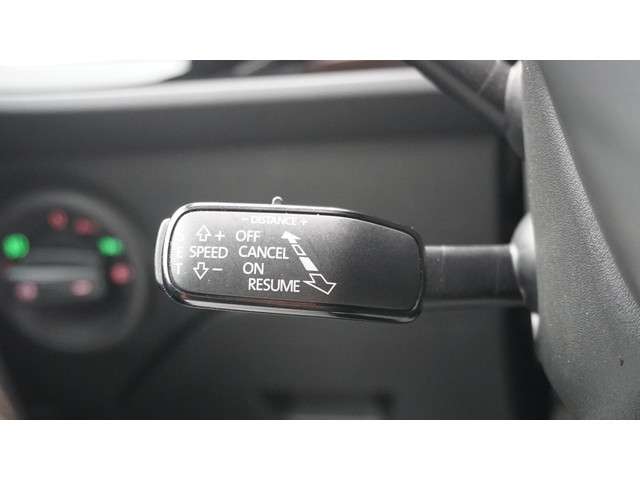 - DISTANCE +
+ OFF
SPEED CANCEL
- ON
RESUME